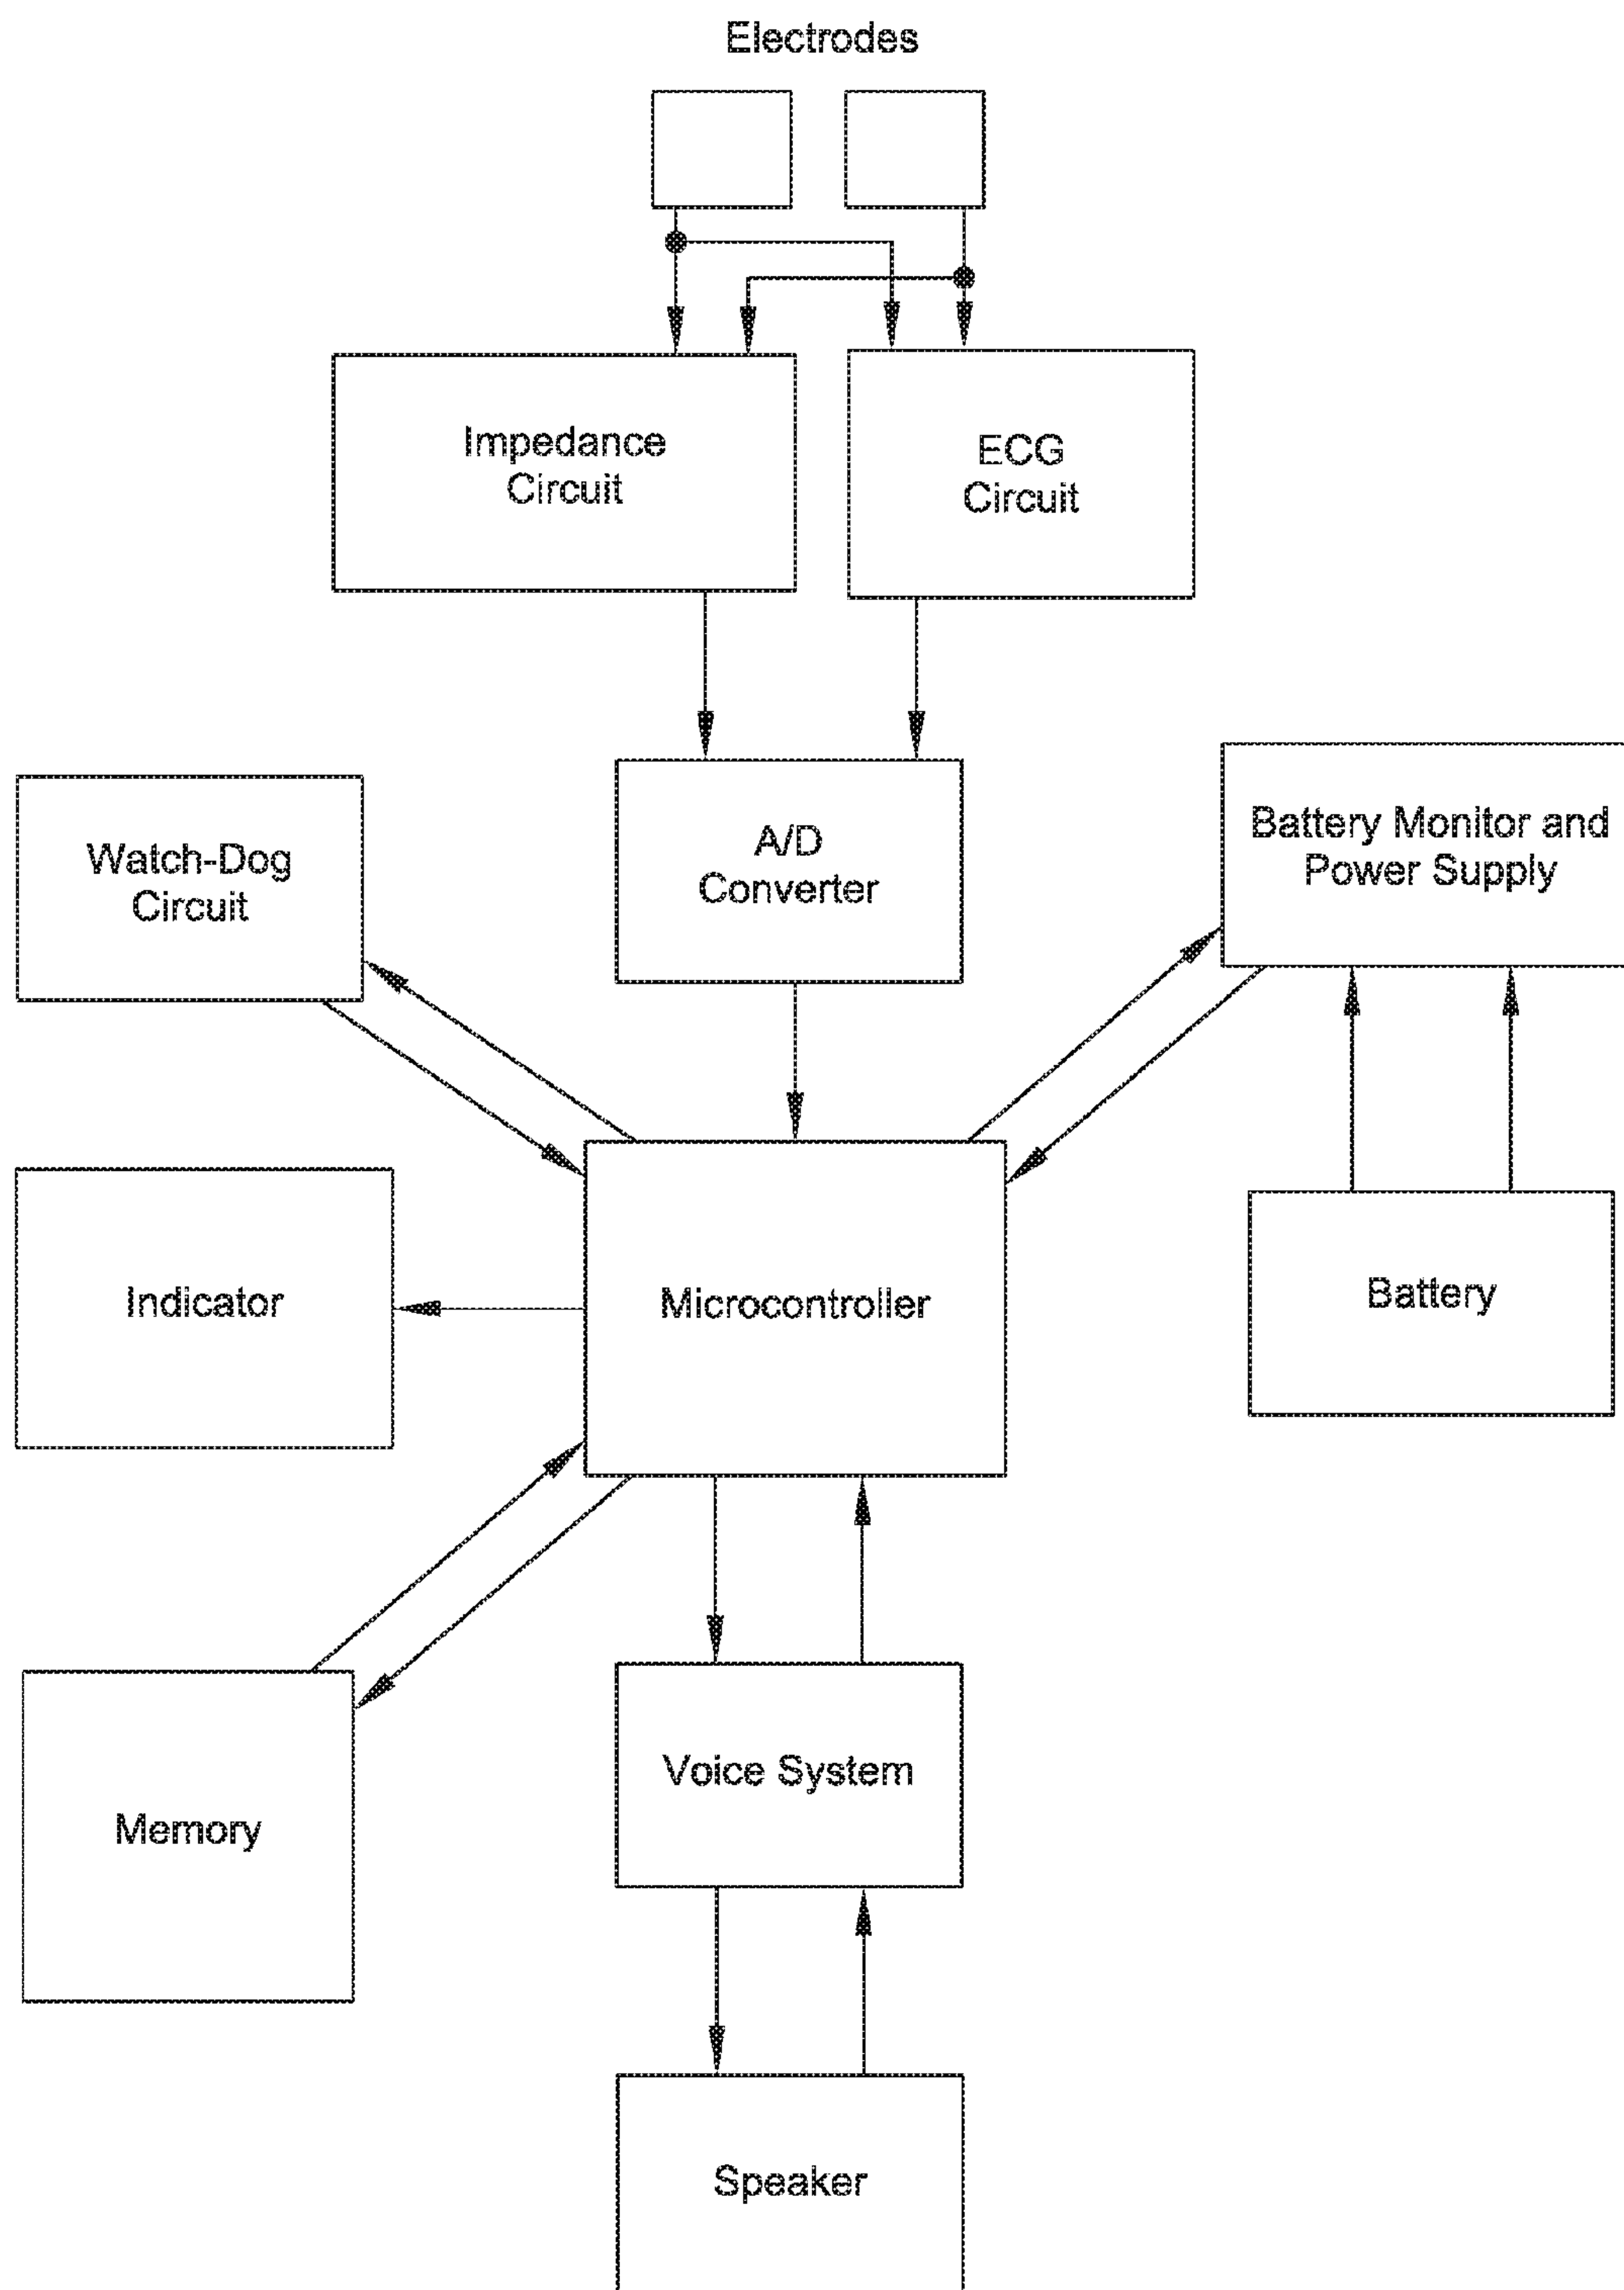 Electrodes
Impedance
Circuit
ECG
Circuit
Watch-Dog
Circuit
A/D
Converter
Battery Monitor and
Power Supply
Indicator
Microcontroller
Battery
Memory
Voice System
Speaker